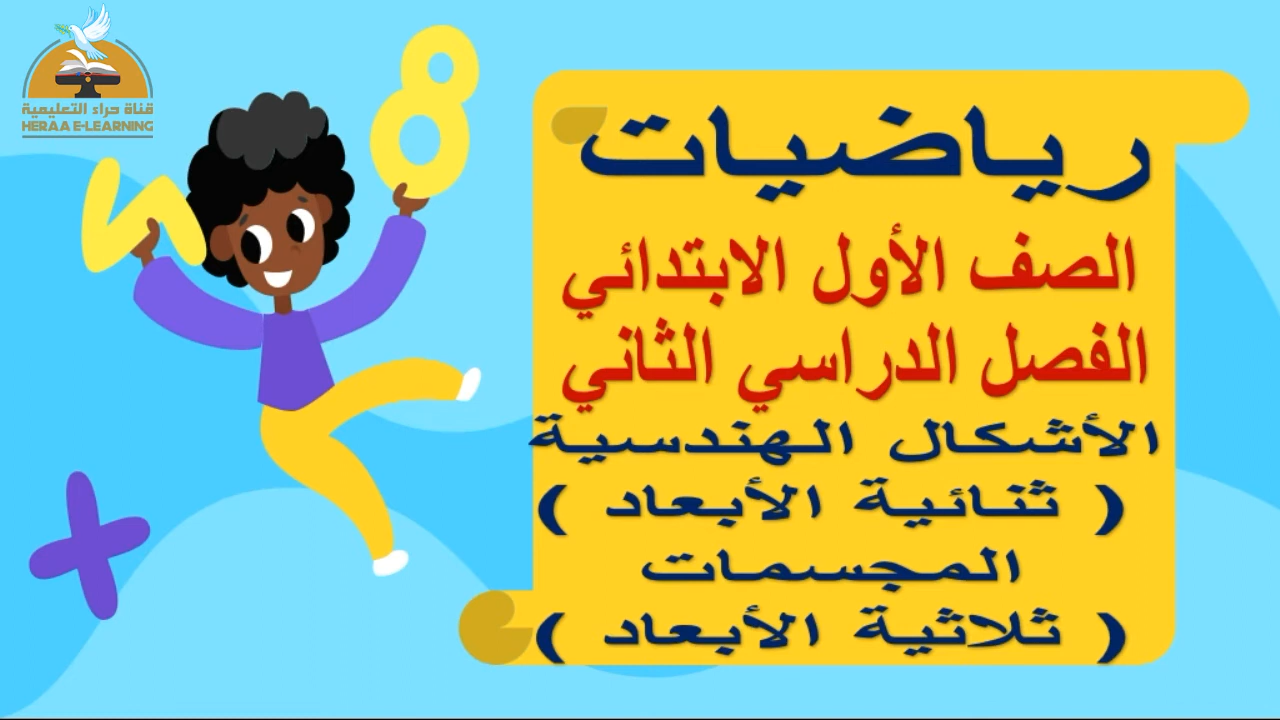 قناة حراء التعليمية
HERAA E-LEARNING
رياضيات
الصف الأول الابتدائي
الفصل الدراسي الثاني
الأشكال الهندسية
( ثنائية الأبعاد )
المجسمات
( ثلاثية الأبعاد )
8